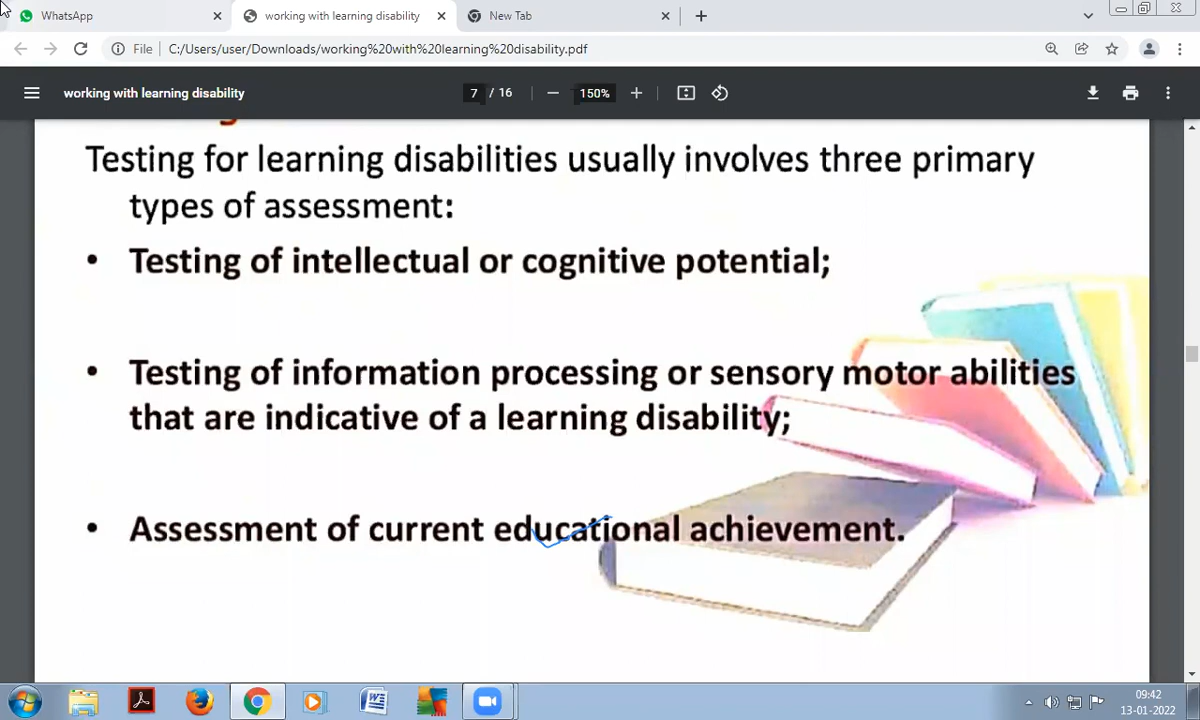 WhatsApp
working with learning disability
New Tab
File
C:/Users/user/Downloads/working%20with%20learning%20disability.pdf
working with learning disability
7 / 16
150%
Testing for learning disabilities usually involves three primary
types of assessment:
• Testing of intellectual or cognitive potential;
• Testing of information processing or sensory motor abilities
that are indicative of a learning disability;
• Assessment of current educational achievement.
09:42
13-01-2022